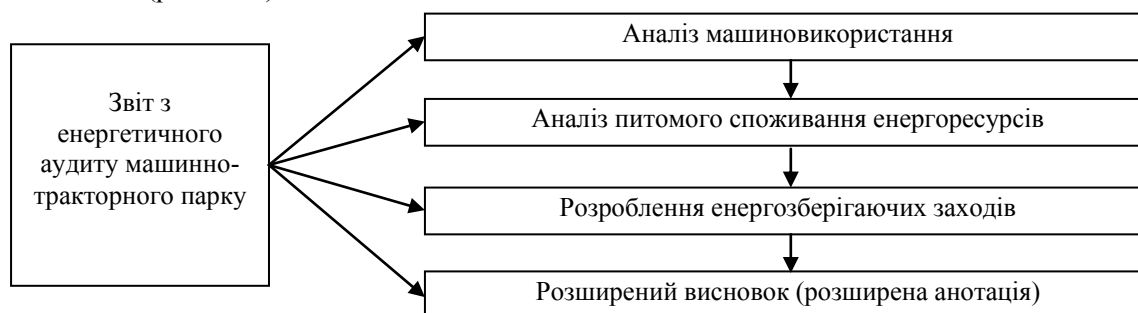 Аналіз машиновикористання
Звіт з
енергетичного
аудиту машинно-
тракторного парку
Аналіз питомого споживання енергоресурсів
Розроблення енергозберігаючих заходів
Розширений висновок (розширена анотація)